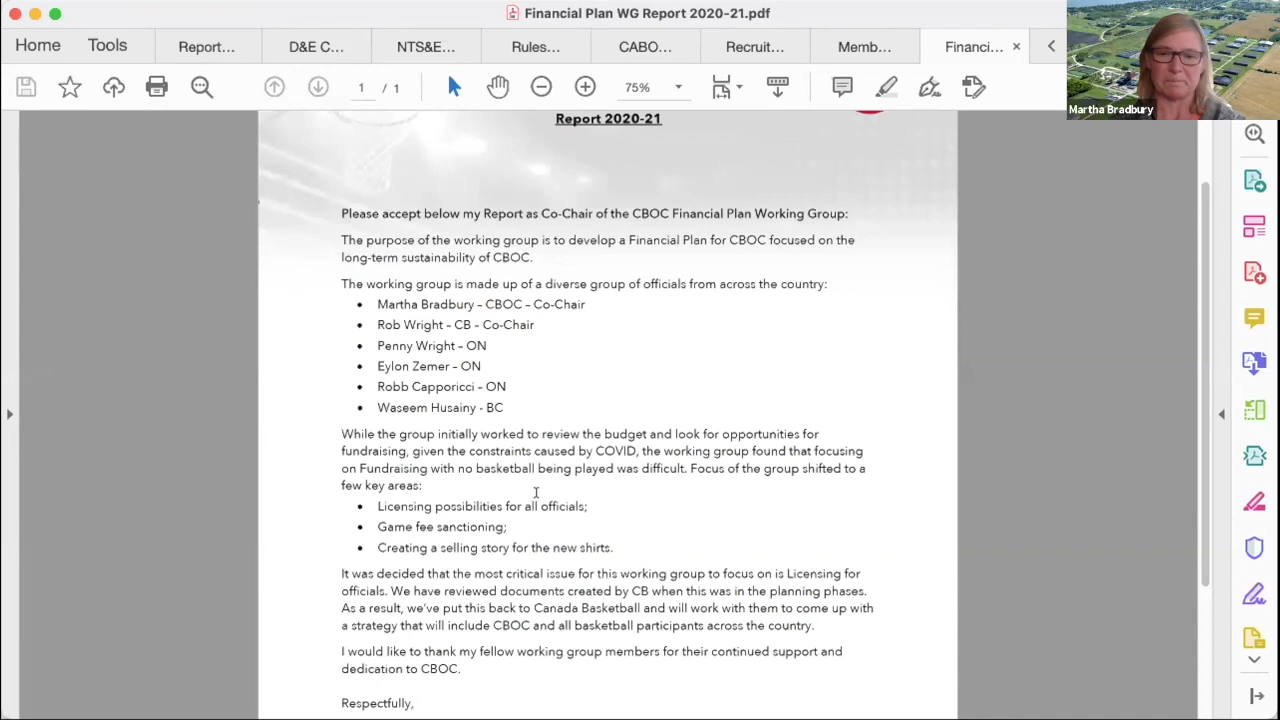 Financial Plan WG Report 2020-21.pdf
Home
Tools
Report...
D&E C...
NTS&E...
Rules...
CABO...
Recruit...
Memb...
Financi...
1 / 1
75%
Martha Bradbury
Report 2020-21
Please accept below my Report as Co-Chair of the CBOC Financial Plan Working Group:
The purpose of the working group is to develop a Financial Plan for CBOC focused on the
long-term sustainability of CBOC.
The working group is made up of a diverse group of officials from across the country:
• Martha Bradbury – CBOC – Co-Chair
• Rob Wright – CB – Co-Chair
• Penny Wright – ON
• Eylon Zemer – ON
• Robb Capporicci – ON
• Waseem Husainy - BC
While the group initially worked to review the budget and look for opportunities for
fundraising, given the constraints caused by COVID, the working group found that focusing
on Fundraising with no basketball being played was difficult. Focus of the group shifted to a
few key areas:
• Licensing possibilities for all officials;
• Game fee sanctioning;
• Creating a selling story for the new shirts.
It was decided that the most critical issue for this working group to focus on is Licensing for
officials. We have reviewed documents created by CB when this was in the planning phases.
As a result, we've put this back to Canada Basketball and will work with them to come up with
a strategy that will include CBOC and all basketball participants across the country.
I would like to thank my fellow working group members for their continued support and
dedication to CBOC.
Respectfully,